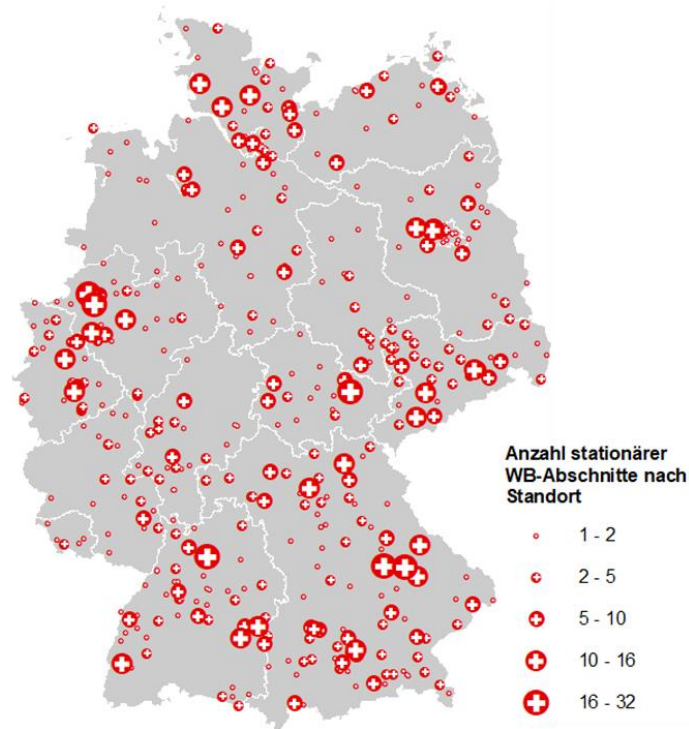 Anzahl stationärer
WB-Abschnitte nach
Standort
1 - 2
2 - 5
5 - 10
10 - 16
16 - 32